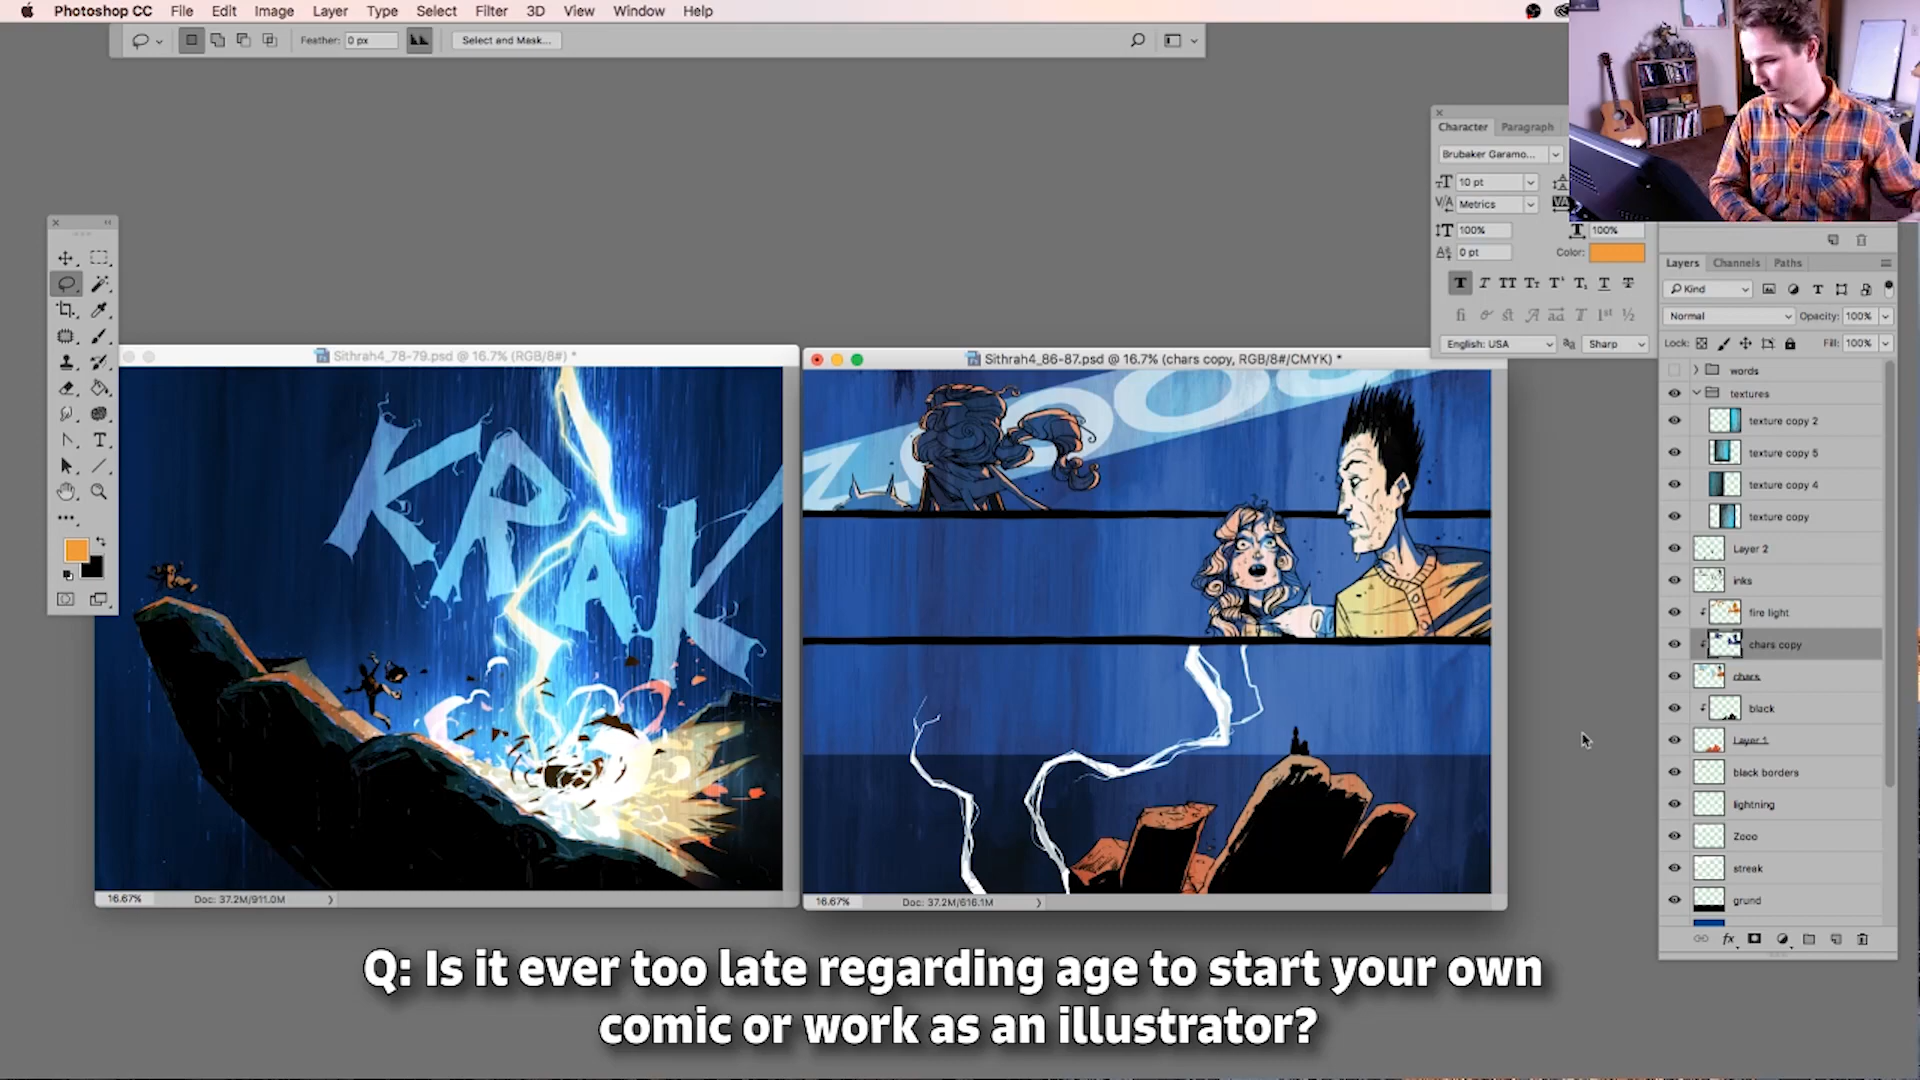 Photoshop CC File Edit Image Layer Type Select Filter 3D View Window Help
Feather: 0 px Select and Mask...
Character Paragraph
Brubaker Garamo...
10 pt
Metrics
100% 100%
0 pt Color:
English: USA Sharp
Layers Channels Paths
Kind
Normal Opacity: 100%
Lock: Fill: 100%
words
textures
texture copy 2
texture copy 5
texture copy 4
texture copy
Layer 2
inks
fire light
chars copy
chars
black
Layer 1
black borders
lightning
Zooo
streak
grund
Sithrah4_78-79.psd @ 16.7% (RGB/8#) *
KRAK
16.67% Doc: 37.2M/911.0M
Sithrah4_86-87.psd @ 16.7% (chars copy, RGB/8#/CMYK) *
ZOOOO
16.67% Doc: 37.2M/616.1M
Q: Is it ever too late regarding age to start your own
comic or work as an illustrator?